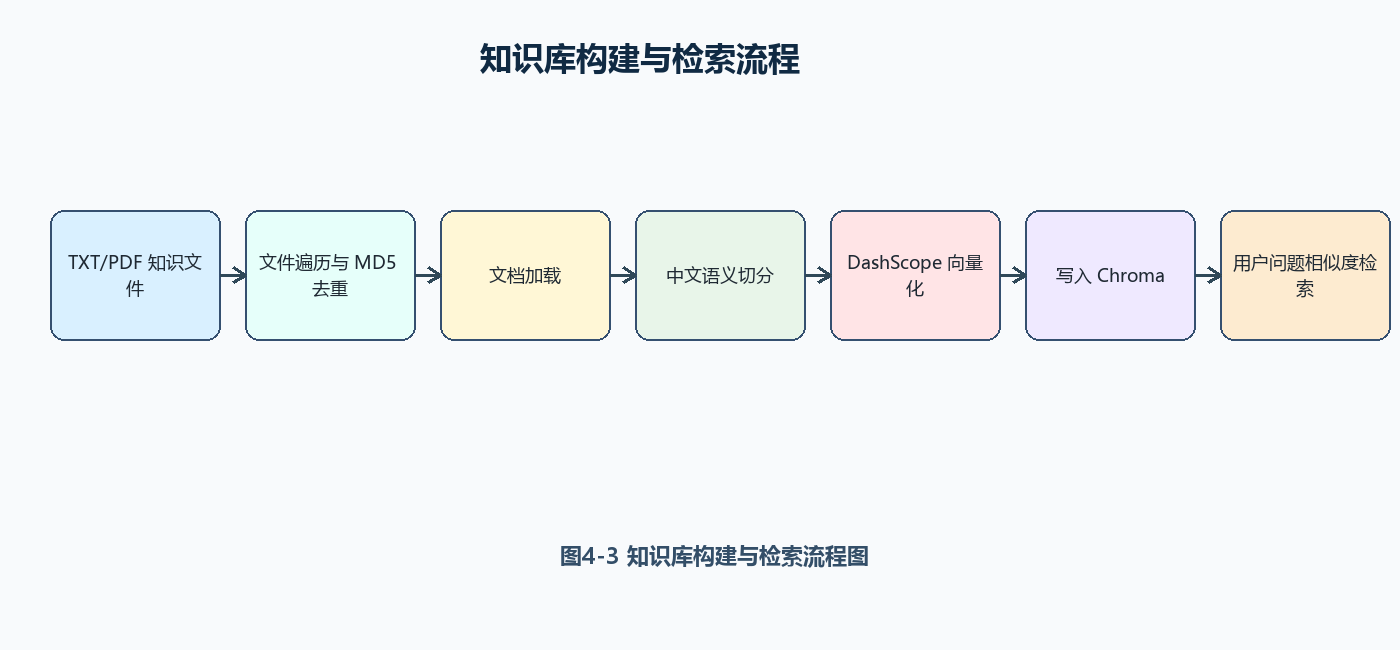 知识库构建与检索流程
TXT/PDF 知识文
件
文件遍历与 MD5
去重
文档加载
中文语义切分
DashScope 向量
化
写入 Chroma
用户问题相似度检
索
图4-3 知识库构建与检索流程图